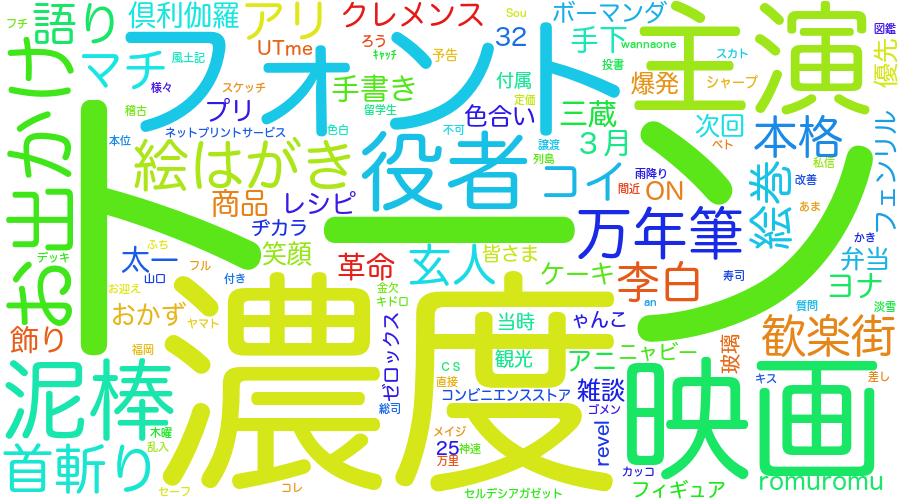 フチ
語り
倶利伽羅
アリ
クレメンス
Sou
ボーマンダ
図鑑
風土記
マチ
UTme
ろう
ｷｬｯﾁ
予告
32
手下
wannaone
投書
スカト
優先
お出かけ
フォント
主演
様々
スケッチ
手書き
付属
爆発
シャープ
稽古
プリ
留学生
定価
色合い
三蔵
本位
ネットプリントサービス
色白
不可
譲渡
３月
次回
ベト
本格
フェンリル
絵はがき
役者
列島
雨降り
私信
コイ
間近
ON
改善
商品
レシピ
あま
絵巻
トーン
ヂカラ
万年筆
かき
デッキ
太一
ふち
笑顔
玄人
皆さま
弁当
山口
フル
付き
革命
金欠
キドロ
ケーキ
李白
寿司
ヨナ
お迎え
濃度
an
質問
淡雪
おかず
ヤマト
当時
ゃんこ
飾り
福岡
ゼロックス
観光
アニ
ニャビー
玻璃
歓楽街
泥棒
ＣＳ
直接
コンビニエンスストア
雑談
映画
キス
差し
総司
ゴメン
木曜
乱入
メイジ
25
神速
revel
首斬り
万里
カッコ
romuromu
セーフ
コレ
セルデシアガゼット
フィギュア